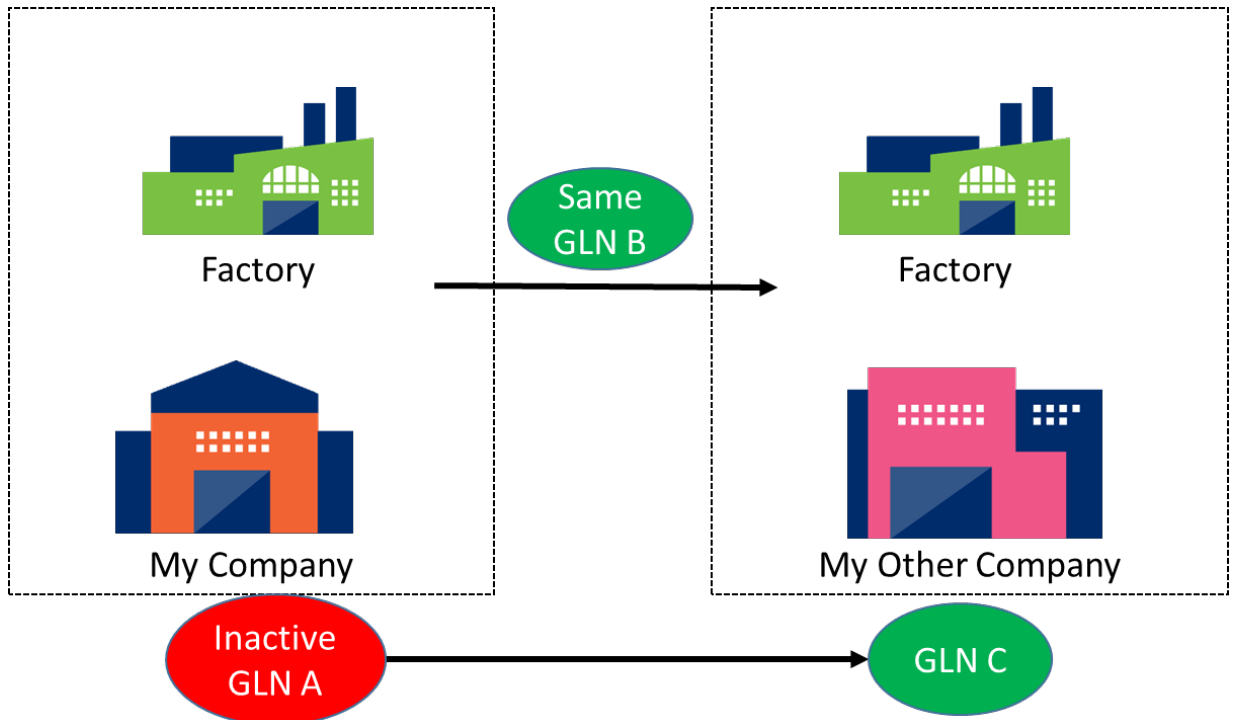 Same
GLN B
Factory
Factory
My Company
My Other Company
Inactive
GLN A
GLN C